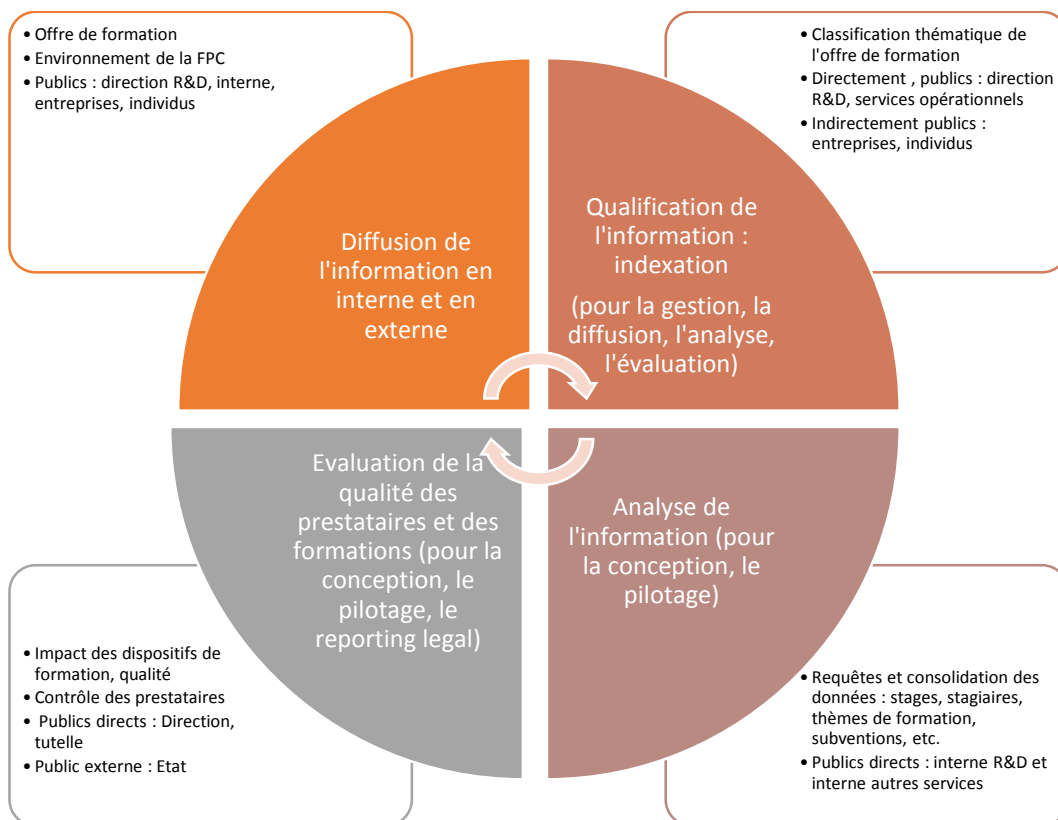 • Offre de formation
• Environnement de la FPC
• Publics : direction R&D, interne,
entreprises, individus
• Classification thématique de
l'offre de formation
• Directement , publics : direction
R&D, services opérationnels
• Indirectement publics :
entreprises, individus
Diffusion de
l'information en
interne et en
externe
Qualification de
l'information :
indexation
(pour la gestion, la
diffusion, l'analyse,
l'évaluation)
Evaluation de la
qualité des
prestataires et des
formations (pour la
conception, le
pilotage, le
reporting legal)
Analyse de
l'information (pour
la conception, le
pilotage)
• Impact des dispositifs de
formation, qualité
• Contrôle des prestataires
• Publics directs : Direction,
tutelle
• Public externe : Etat
• Requêtes et consolidation des
données : stages, stagiaires,
thèmes de formation,
subventions, etc.
• Publics directs : interne R&D et
interne autres services